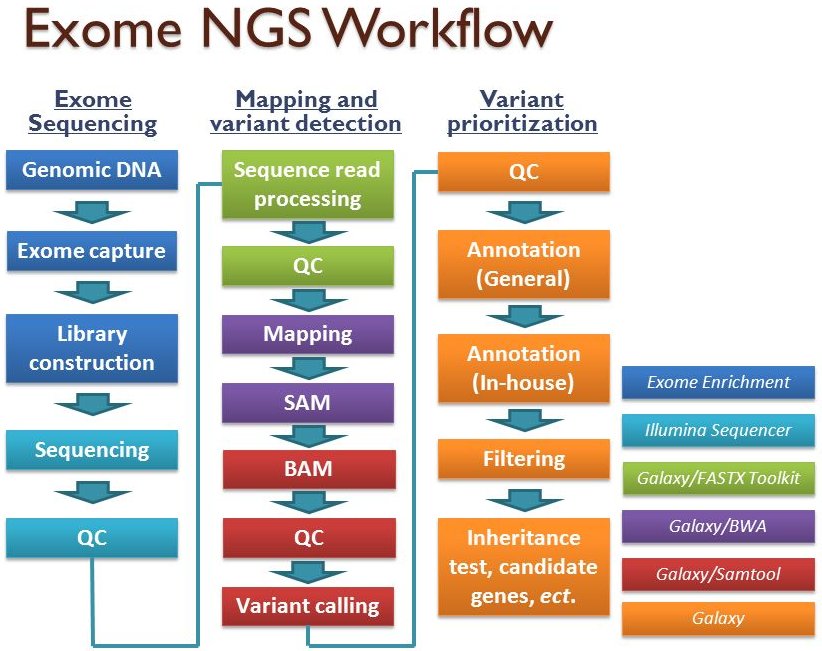 Exome NGS Workflow
Exome
Sequencing
Genomic DNA
Exome capture
Library
construction
Sequencing
QC
Mapping and
variant detection
Sequence read
processing
QC
Mapping
SAM
BAM
QC
Variant calling
Variant
prioritization
QC
Annotation
(General)
Annotation
(In-house)
Filtering
Inheritance
test, candidate
genes, ect.
Exome Enrichment
Illumina Sequencer
Galaxy/FASTX Toolkit
Galaxy/BWA
Galaxy/Samtool
Galaxy